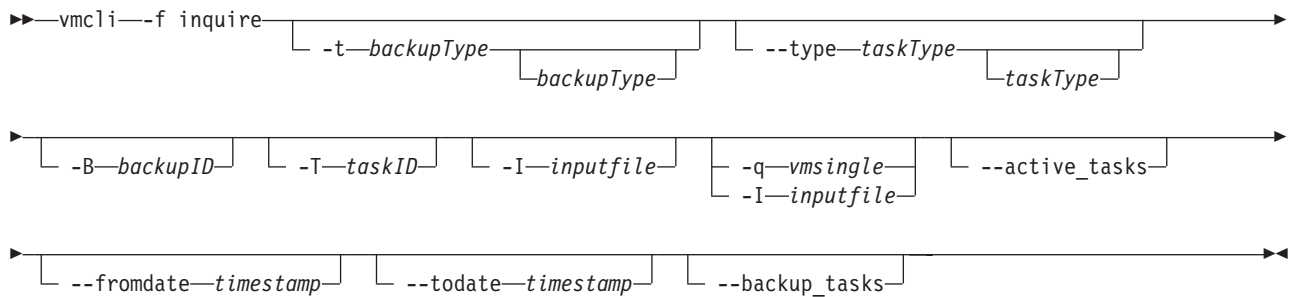 vmcli -f inquire
-t backupType --type taskType
backupType taskType
-B backupID -T taskID -I inputfile -q vmsingle --active_tasks
-I inputfile
--fromdate timestamp --todate timestamp --backup_tasks